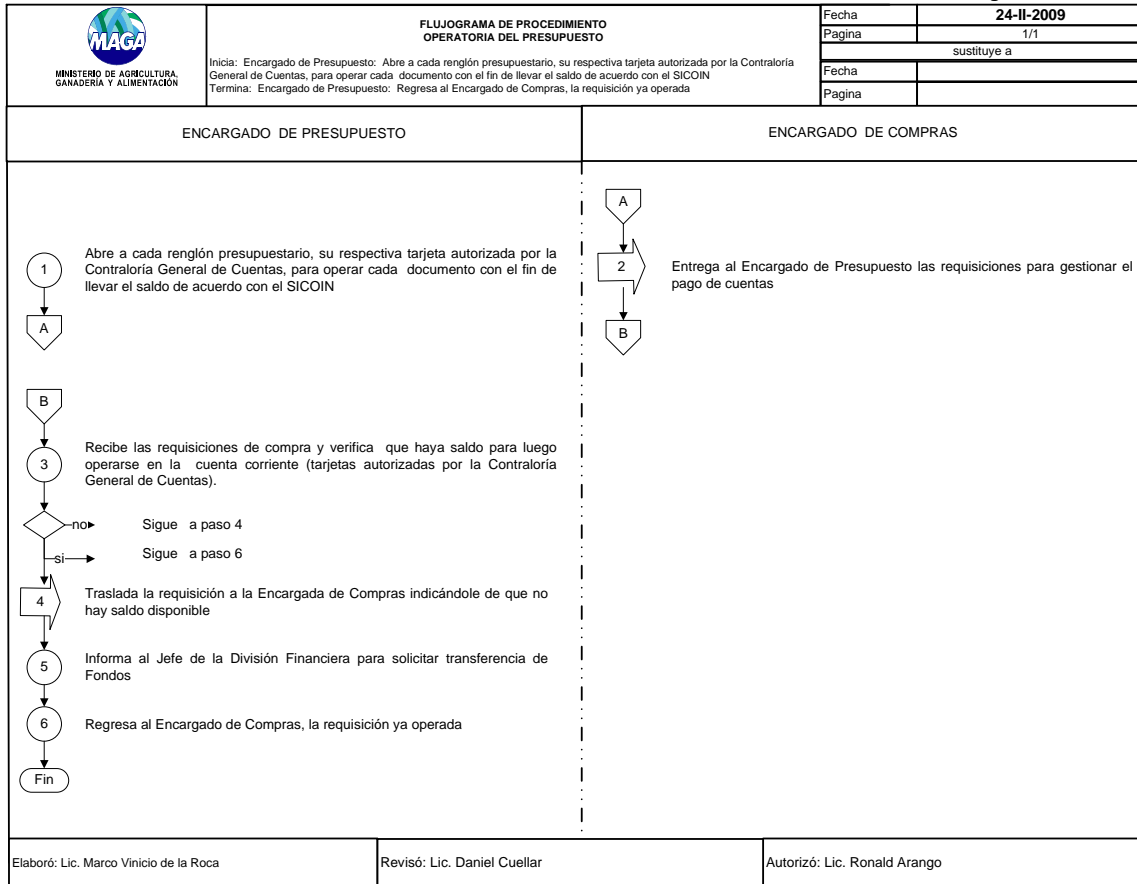 MAGA
MINISTERIO DE AGRICULTURA,
GANADERÍA Y ALIMENTACIÓN
FLUJOGRAMA DE PROCEDIMIENTO
OPERATORIA DEL PRESUPUESTO
Inicia: Encargado de Presupuesto: Abre a cada renglón presupuestario, su respectiva tarjeta autorizada por la Contraloría
General de Cuentas, para operar cada documento con el fin de llevar el saldo de acuerdo con el SICOIN
Termina: Encargado de Presupuesto: Regresa al Encargado de Compras, la requisición ya operada
Fecha 24-II-2009
Pagina 1/1
sustituye a
Fecha
Pagina
ENCARGADO DE PRESUPUESTO
ENCARGADO DE COMPRAS
1
Abre a cada renglón presupuestario, su respectiva tarjeta autorizada por la
Contraloría General de Cuentas, para operar cada documento con el fin de
llevar el saldo de acuerdo con el SICOIN
A
A
2
Entrega al Encargado de Presupuesto las requisiciones para gestionar el
pago de cuentas
B
B
3
Recibe las requisiciones de compra y verifica que haya saldo para luego
operarse en la cuenta corriente (tarjetas autorizadas por la Contraloría
General de Cuentas).
no Sigue a paso 4
si Sigue a paso 6
4
Traslada la requisición a la Encargada de Compras indicándole de que no
hay saldo disponible
5
Informa al Jefe de la División Financiera para solicitar transferencia de
Fondos
6
Regresa al Encargado de Compras, la requisición ya operada
Fin
Elaboró: Lic. Marco Vinicio de la Roca
Revisó: Lic. Daniel Cuellar
Autorizó: Lic. Ronald Arango